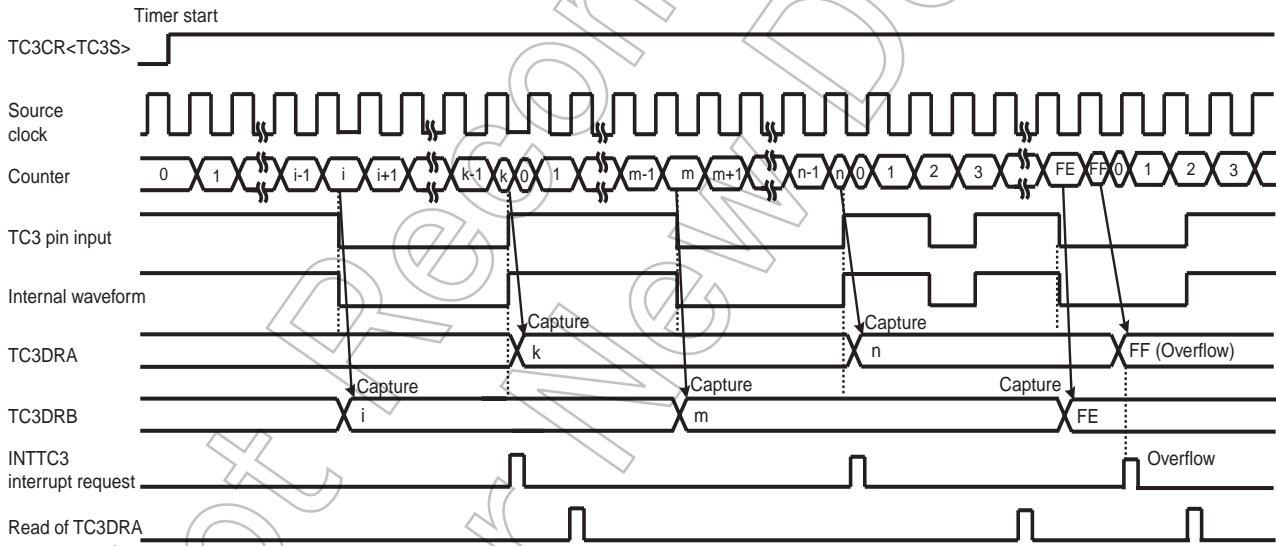 Timer start
TC3CR<TC3S>
Source
clock
Counter 0 1 i-1 i i+1 k-1 k 0 1 m-1 m m+1 n-1 n 0 1 2 3 FE FF 0 1 2 3
TC3 pin input
Internal waveform
Capture Capture
TC3DRA k n FF (Overflow)
Capture Capture Capture
TC3DRB i m FE
INTTC3
interrupt request
Overflow
Read of TC3DRA